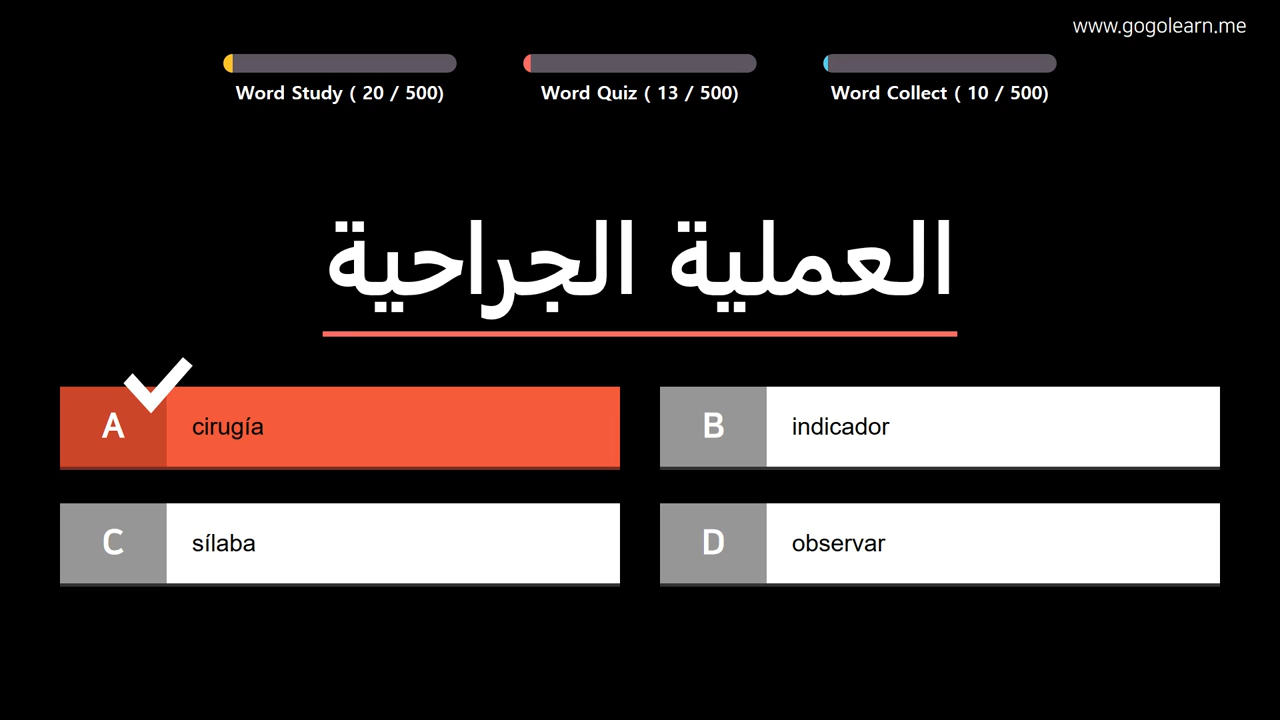 www.gogolearn.me
Word Study ( 20 / 500)
Word Quiz ( 13 / 500)
Word Collect ( 10 / 500)
العملية الجراحية
A cirugía
B indicador
C sílaba
D observar